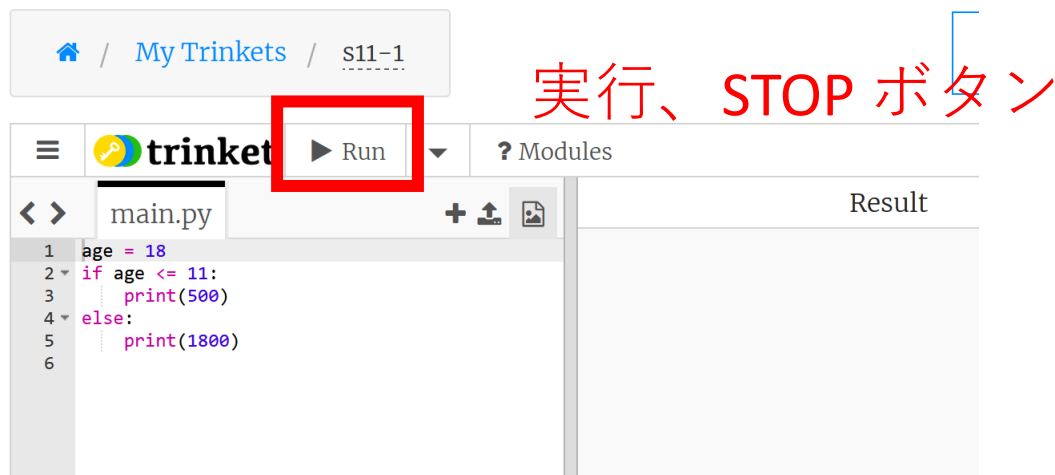 / My Trinkets / s11-1
実行、STOP ボタン
trinket Run ? Modules
main.py
Result
1 age = 18
2 if age <= 11:
3 print(500)
4 else:
5 print(1800)
6